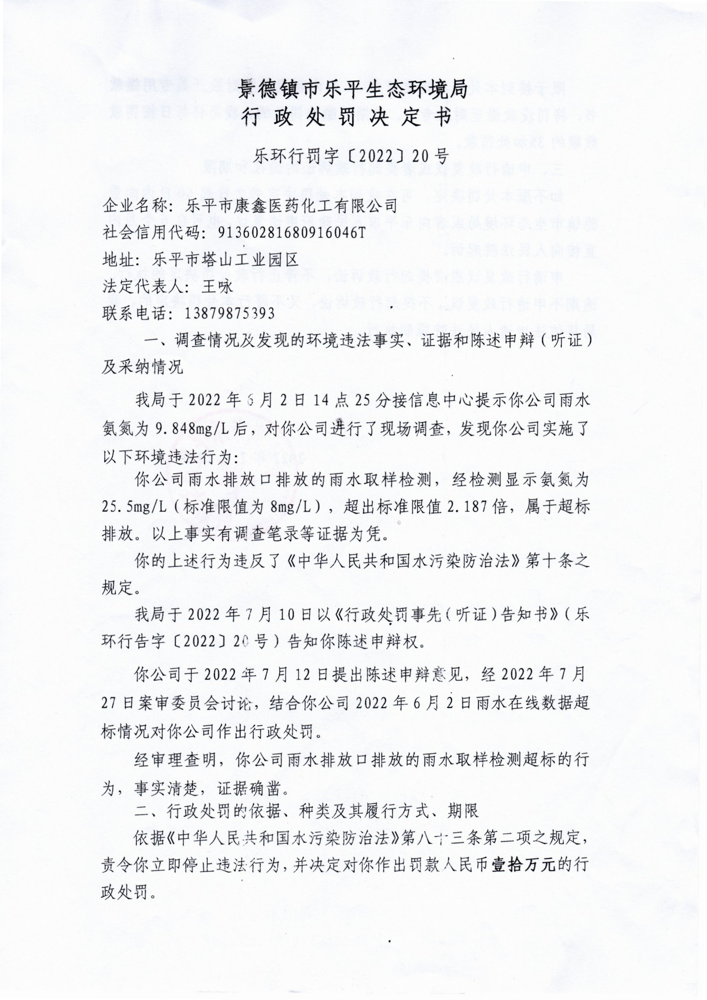 景德镇市乐平生态环境局
行政处罚决定书
乐环行罚字〔2022〕20号
企业名称：乐平市康鑫医药化工有限公司
社会信用代码：91360281680916046T
地址：乐平市塔山工业园区
法定代表人：王咏
联系电话：13879875393
一、调查情况及发现的环境违法事实、证据和陈述申辩（听证）
及采纳情况
我局于2022年6月2日14点25分接信息中心提示你公司雨水
氨氮为9.848mg/L后，对你公司进行了现场调查，发现你公司实施了
以下环境违法行为：
你公司雨水排放口排放的雨水取样检测，经检测显示氨氮为
25.5mg/L（标准限值为8mg/L），超出标准限值2.187倍，属于超标
排放。以上事实有调查笔录等证据为凭。
你的上述行为违反了《中华人民共和国水污染防治法》第十条之
规定。
我局于2022年7月10日以《行政处罚事先（听证）告知书》（乐
环行告字〔2022〕20号）告知你陈述申辩权。
你公司于2022年7月12日提出陈述申辩意见，经2022年7月
27日案审委员会讨论，结合你公司2022年6月2日雨水在线数据超
标情况对你公司作出行政处罚。
经审理查明，你公司雨水排放口排放的雨水取样检测超标的行
为，事实清楚，证据确凿。
二、行政处罚的依据、种类及其履行方式、期限
依据《中华人民共和国水污染防治法》第八十三条第二项之规定，
责令你立即停止违法行为，并决定对你作出罚款人民币壹拾万元的行
政处罚。